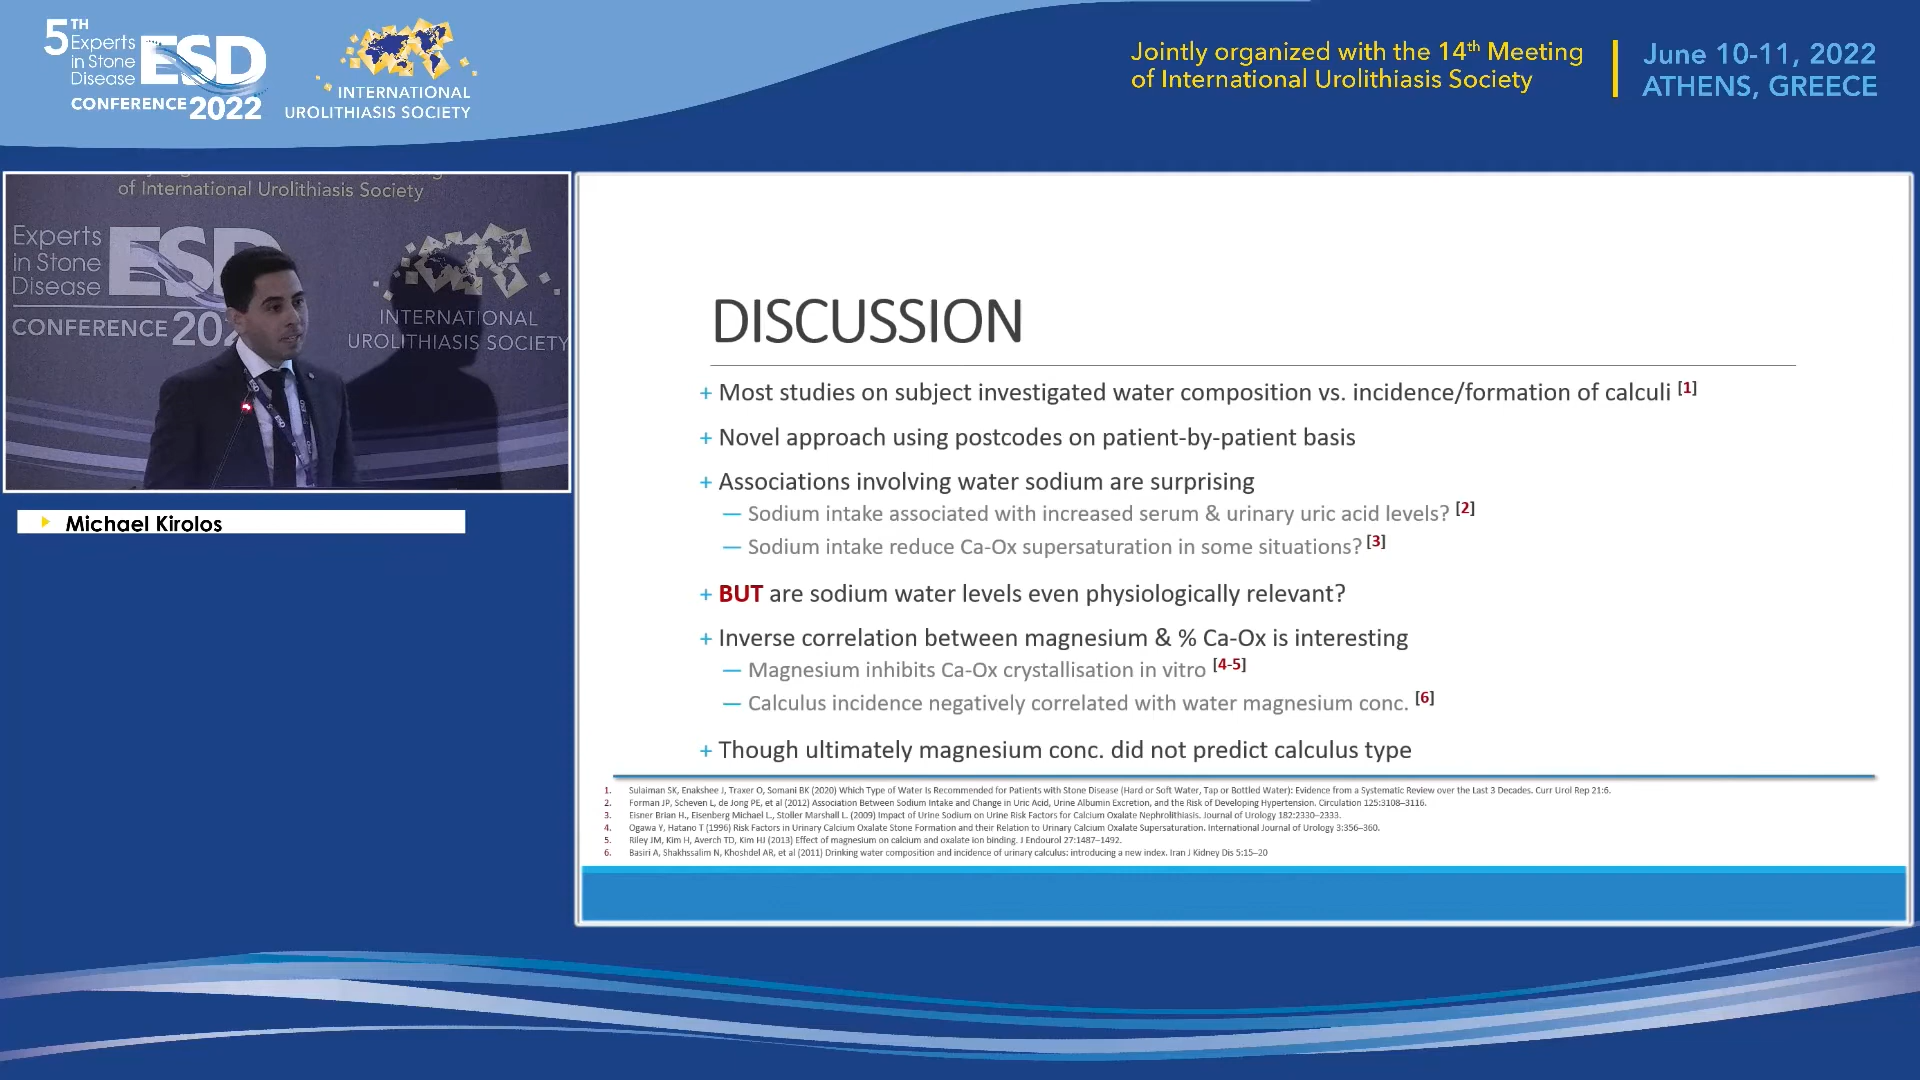 5TH Experts in Stone Disease
ESD
CONFERENCE 2022
INTERNATIONAL
UROLITHIASIS SOCIETY
Jointly organized with the 14th Meeting
of International Urolithiasis Society
June 10-11, 2022
ATHENS, GREECE
of International Urolithiasis Society
Experts
in Stone
Disease
ESD
CONFERENCE 202
INTERNATIONAL
UROLITHIASIS SOCIETY
Michael Kirolos
DISCUSSION
+ Most studies on subject investigated water composition vs. incidence/formation of calculi [1]
+ Novel approach using postcodes on patient-by-patient basis
+ Associations involving water sodium are surprising
— Sodium intake associated with increased serum & urinary uric acid levels? [2]
— Sodium intake reduce Ca-Ox supersaturation in some situations? [3]
+ BUT are sodium water levels even physiologically relevant?
+ Inverse correlation between magnesium & % Ca-Ox is interesting
— Magnesium inhibits Ca-Ox crystallisation in vitro [4-5]
— Calculus incidence negatively correlated with water magnesium conc. [6]
+ Though ultimately magnesium conc. did not predict calculus type
1. Sulaiman SK, Enakshee J, Traxer O, Somani BK (2020) Which Type of Water Is Recommended for Patients with Stone Disease (Hard or Soft Water, Tap or Bottled Water): Evidence from a Systematic Review over the Last 3 Decades. Curr Urol Rep 21:6.
2. Forman JP, Scheven L, de Jong PE, et al (2012) Association Between Sodium Intake and Change in Uric Acid, Urine Albumin Excretion, and the Risk of Developing Hypertension. Circulation 125:3108–3116.
3. Eisner Brian H., Eisenberg Michael L., Stoller Marshall L. (2009) Impact of Urine Sodium on Urine Risk Factors for Calcium Oxalate Nephrolithiasis. Journal of Urology 182:2330–2333.
4. Ogawa Y, Hatano T (1996) Risk Factors in Urinary Calcium Oxalate Stone Formation and their Relation to Urinary Calcium Oxalate Supersaturation. International Journal of Urology 3:356–360.
5. Riley JM, Kim H, Averch TD, Kim HJ (2013) Effect of magnesium on calcium and oxalate ion binding. J Endourol 27:1487–1492.
6. Basiri A, Shakhssalim N, Khoshdel AR, et al (2011) Drinking water composition and incidence of urinary calculus: introducing a new index. Iran J Kidney Dis 5:15–20